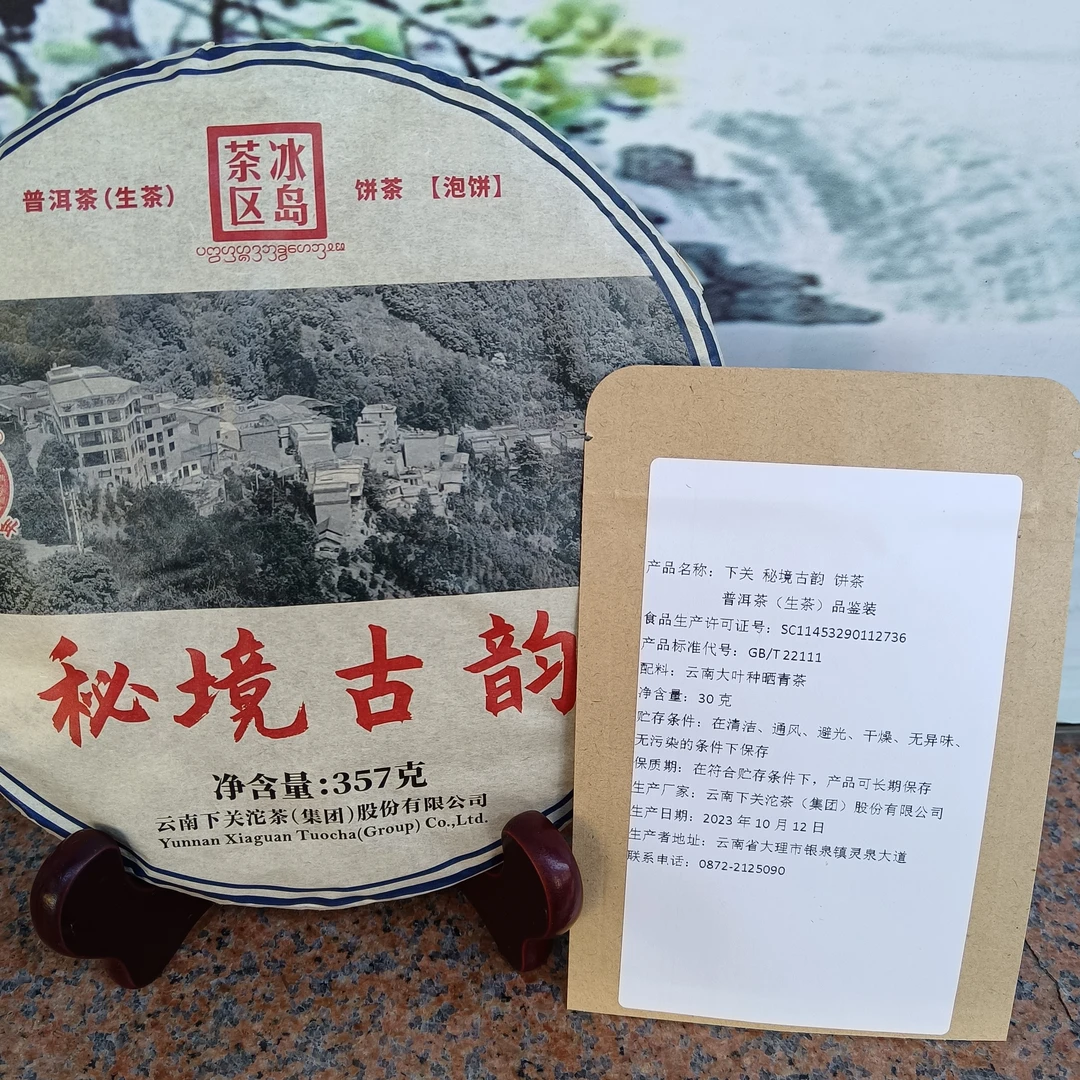 冰岛
茶区
普洱茶(生茶)
饼茶 【泡饼】
秘境古韵
净含量:357克
云南下关沱茶(集团)股份有限公司
Yunnan Xiaguan Tuocha(Group) Co.,Ltd.
产品名称: 下关 秘境古韵 饼茶
普洱茶(生茶)品鉴装
食品生产许可证号: SC11453290112736
产品标准代号: GB/T 22111
配料: 云南大叶种晒青茶
净含量: 30 克
贮存条件: 在清洁、通风、避光、干燥、无异味、
无污染的条件下保存
保质期: 在符合贮存条件下, 产品可长期保存
生产厂家: 云南下关沱茶(集团)股份有限公司
生产日期: 2023 年 10 月 12 日
生产者地址: 云南省大理市银泉镇灵泉大道
联系电话: 0872-2125090